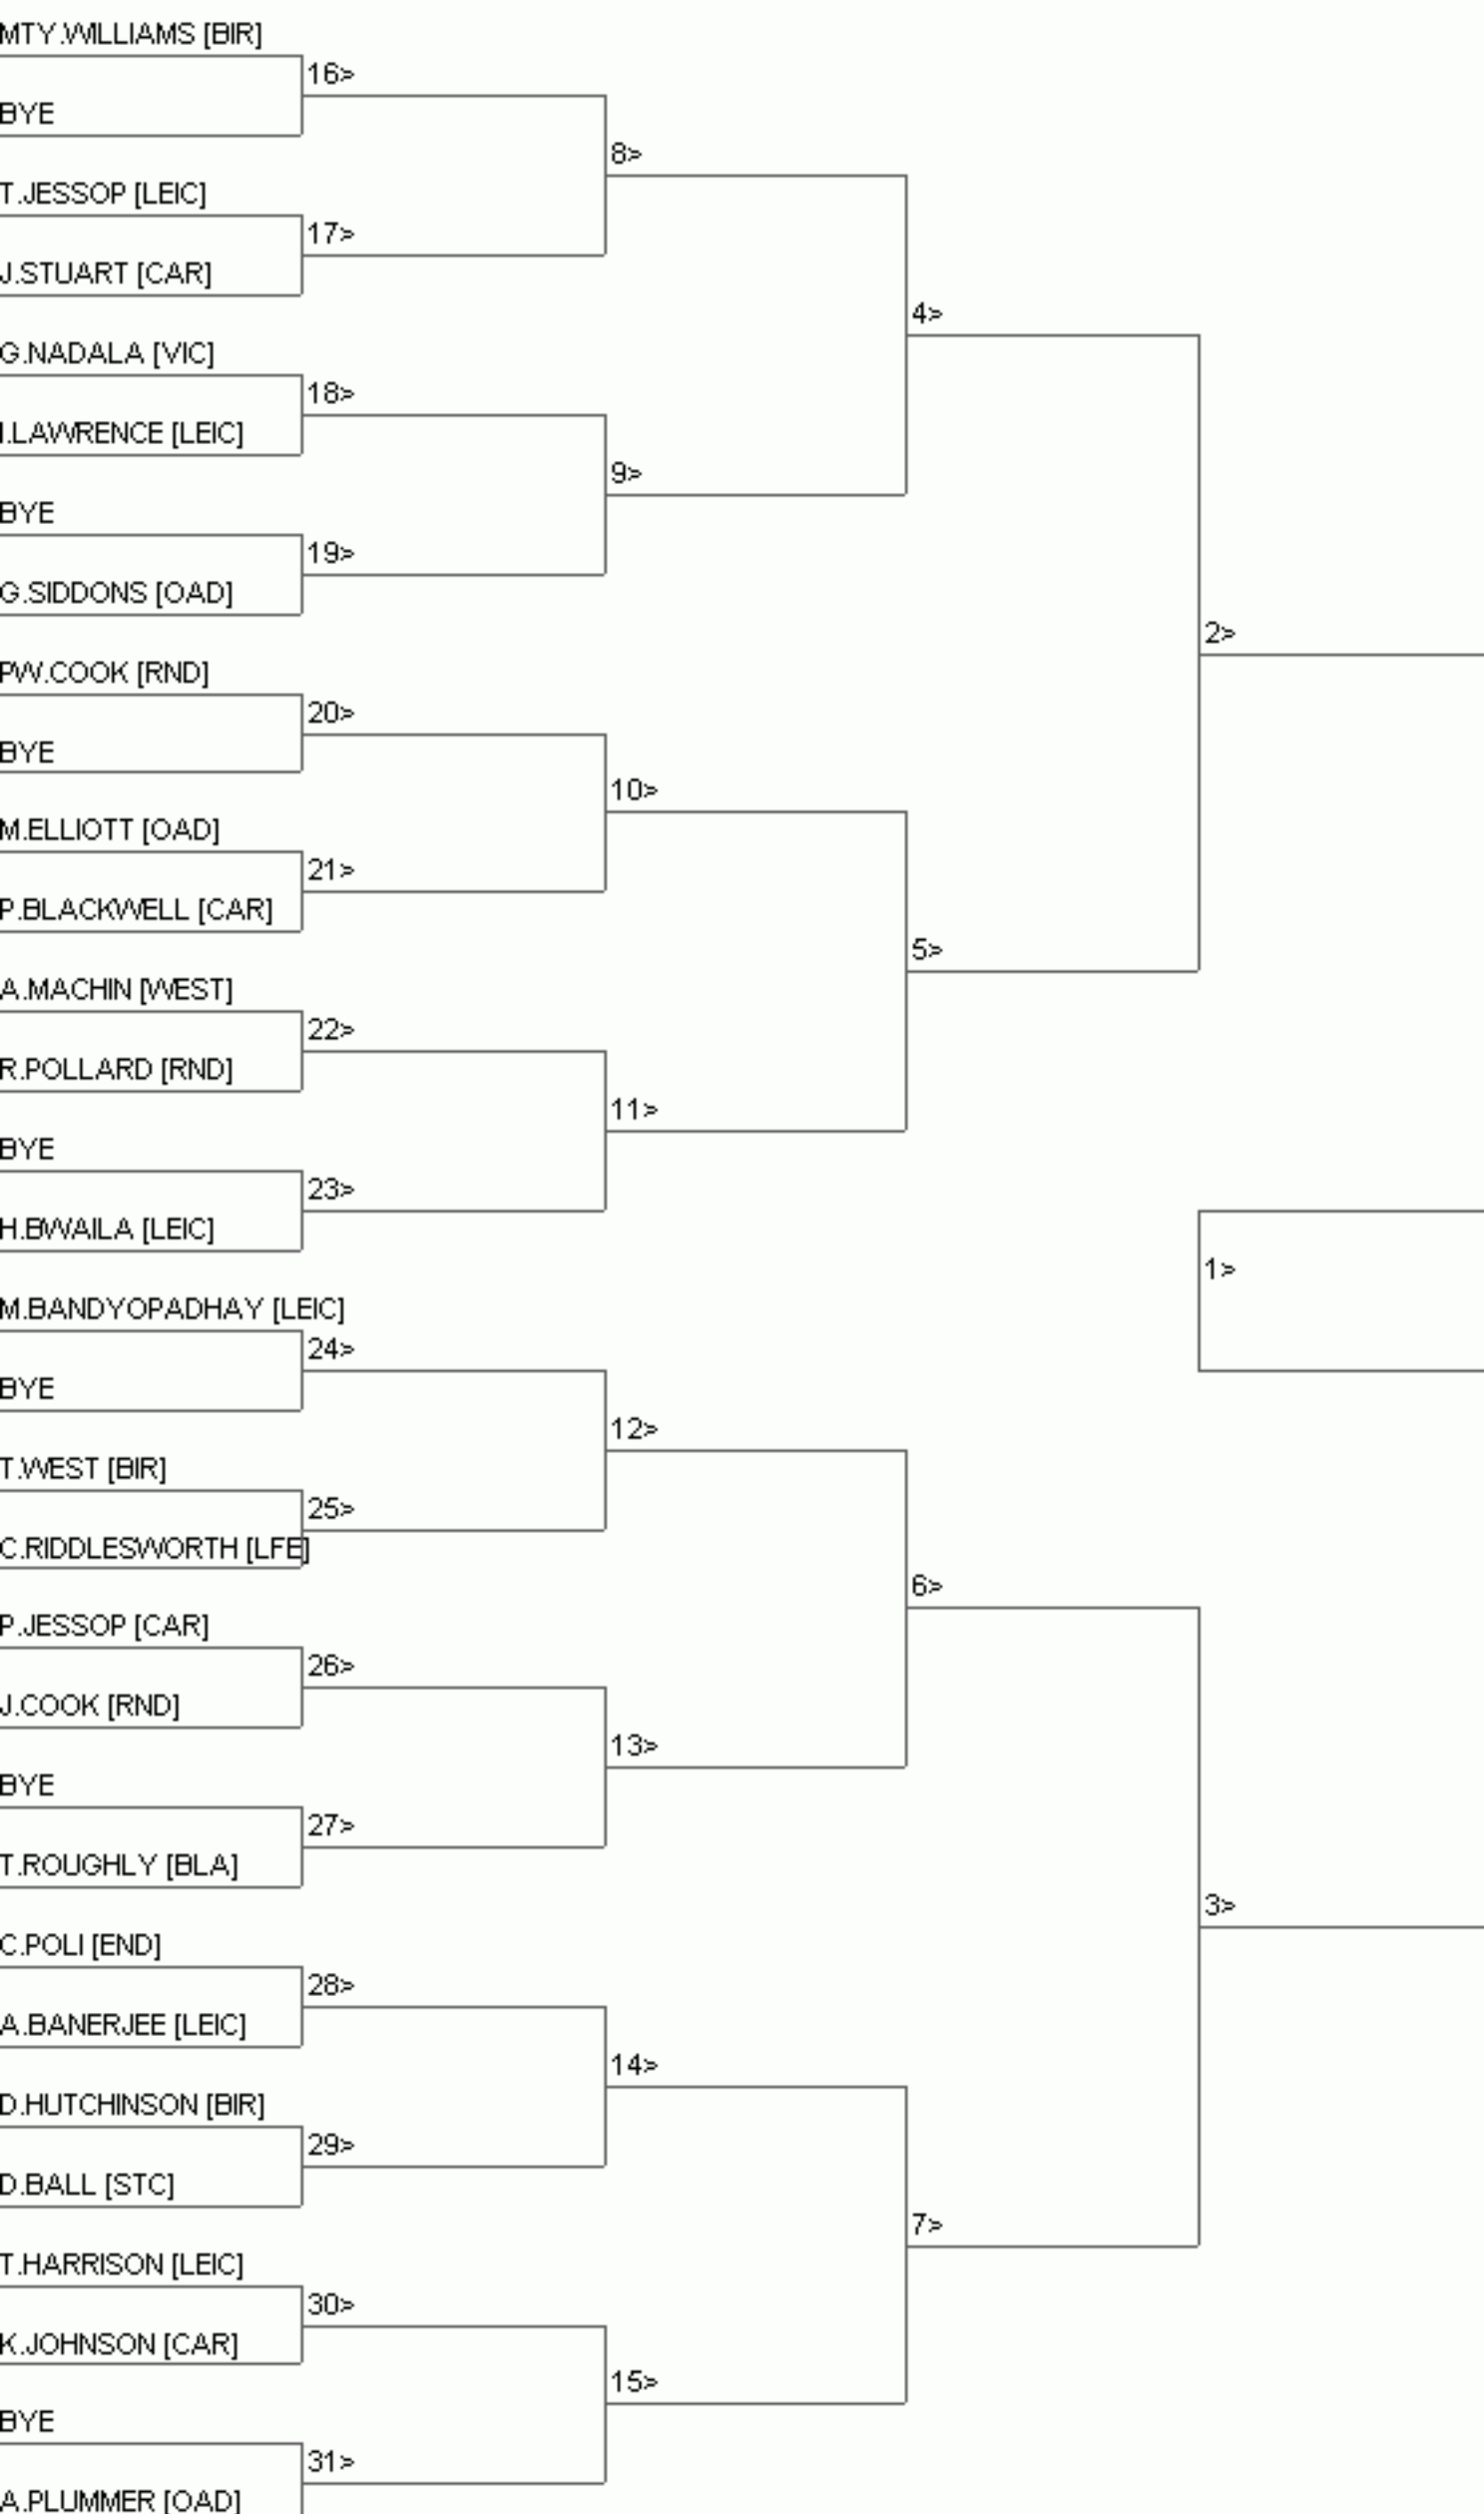 MTY.WILLIAMS [BIR]
16>
BYE
8>
T.JESSOP [LEIC]
17>
J.STUART [CAR]
4>
G.NADALA [VIC]
18>
I.LAWRENCE [LEIC]
9>
BYE
19>
G.SIDDONS [OAD]
2>
PW.COOK [RND]
20>
BYE
10>
M.ELLIOTT [OAD]
21>
P.BLACKWELL [CAR]
5>
A.MACHIN [WEST]
22>
R.POLLARD [RND]
11>
BYE
23>
H.BWAILA [LEIC]
1>
M.BANDYOPADHAY [LEIC]
24>
BYE
12>
T.WEST [BIR]
25>
C.RIDDLESWORTH [LFE]
6>
P.JESSOP [CAR]
26>
J.COOK [RND]
13>
BYE
27>
T.ROUGHLY [BLA]
3>
C.POLI [END]
28>
A.BANERJEE [LEIC]
14>
D.HUTCHINSON [BIR]
29>
D.BALL [STC]
7>
T.HARRISON [LEIC]
30>
K.JOHNSON [CAR]
15>
BYE
31>
A.PLUMMER [OAD]